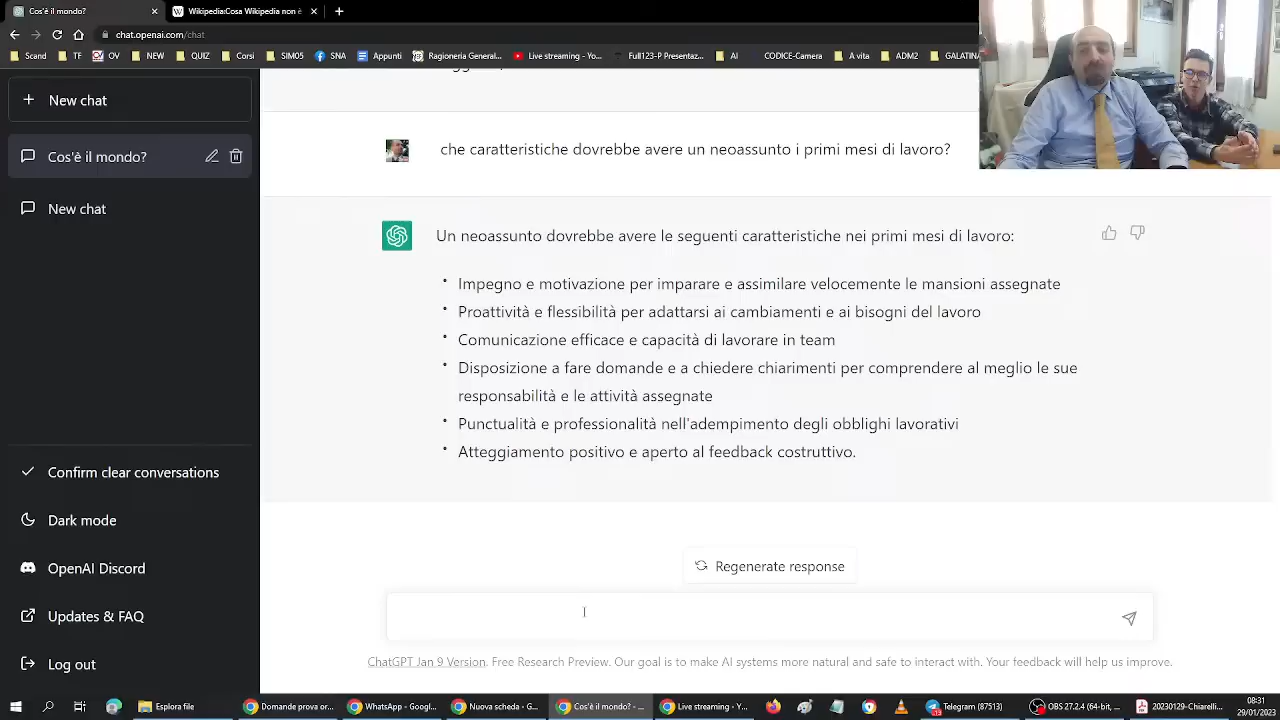 Cos'è il mondo?
Wikipedia:Cosa Wikipedia non è
chat.openai.com/chat
Scand
TF
OV
NEW
QUIZ
Corsi
SIM05
SNA
Appunti
Ragioneria General...
Live streaming - Yo...
Full123-P Presentaz...
AI
CODICE-Camera
A vita
ADM2
GALATINA
New chat
Cos'è il mondo?
New chat
che caratteristiche dovrebbe avere un neoassunto i primi mesi di lavoro?
Un neoassunto dovrebbe avere le seguenti caratteristiche nei primi mesi di lavoro:
Impegno e motivazione per imparare e assimilare velocemente le mansioni assegnate
Proattività e flessibilità per adattarsi ai cambiamenti e ai bisogni del lavoro
Comunicazione efficace e capacità di lavorare in team
Disposizione a fare domande e a chiedere chiarimenti per comprendere al meglio le sue
responsabilità e le attività assegnate
Punctualità e professionalità nell'adempimento degli obblighi lavorativi
Atteggiamento positivo e aperto al feedback costruttivo.
Confirm clear conversations
Dark mode
OpenAI Discord
Updates & FAQ
Log out
Regenerate response
ChatGPT Jan 9 Version. Free Research Preview. Our goal is to make AI systems more natural and safe to interact with. Your feedback will help us improve.
Esplora file
Domande prova or...
WhatsApp - Googl...
Nuova scheda - G...
Cos'è il mondo? - ...
Live streaming - Y...
Telegram (87513)
OBS 27.2.4 (64-bit, ...
20230129-Chiarelli...
08:31
29/01/2023